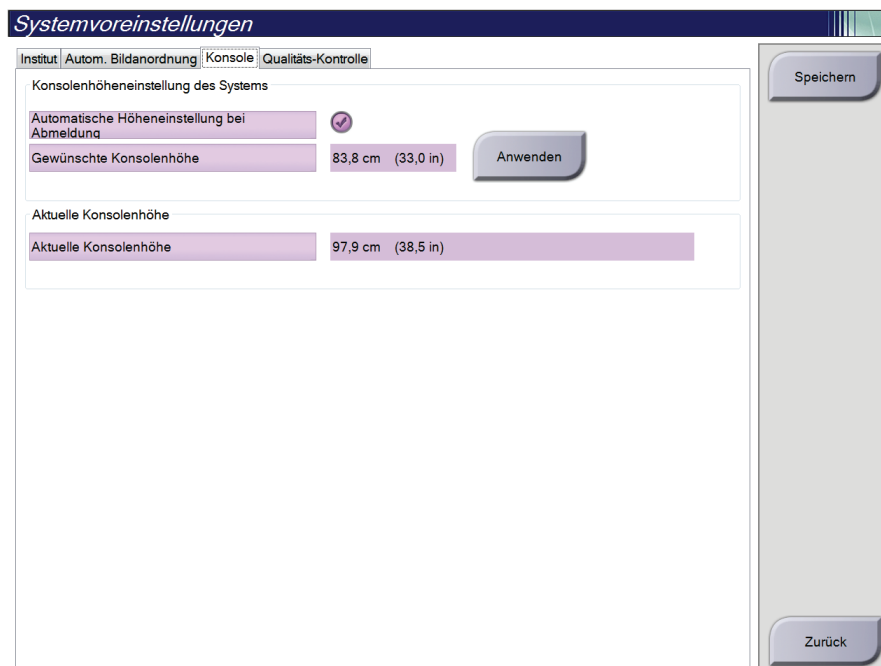 Systemvoreinstellungen
Institut Autom. Bildanordnung Konsole Qualitäts-Kontrolle
Speichern
Konsolenhöheneinstellung des Systems
Automatische Höheneinstellung bei
Abmeldung
Gewünschte Konsolenhöhe 83,8 cm (33,0 in) Anwenden
Aktuelle Konsolenhöhe
Aktuelle Konsolenhöhe 97,9 cm (38,5 in)
Zurück